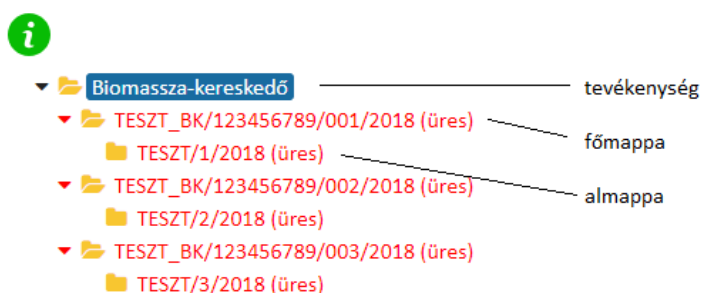 i
Biomassza-kereskedő tevékenység
TESZT_BK/123456789/001/2018 (üres) főmappa
TESZT/1/2018 (üres)
almappa
TESZT_BK/123456789/002/2018 (üres)
TESZT/2/2018 (üres)
TESZT_BK/123456789/003/2018 (üres)
TESZT/3/2018 (üres)